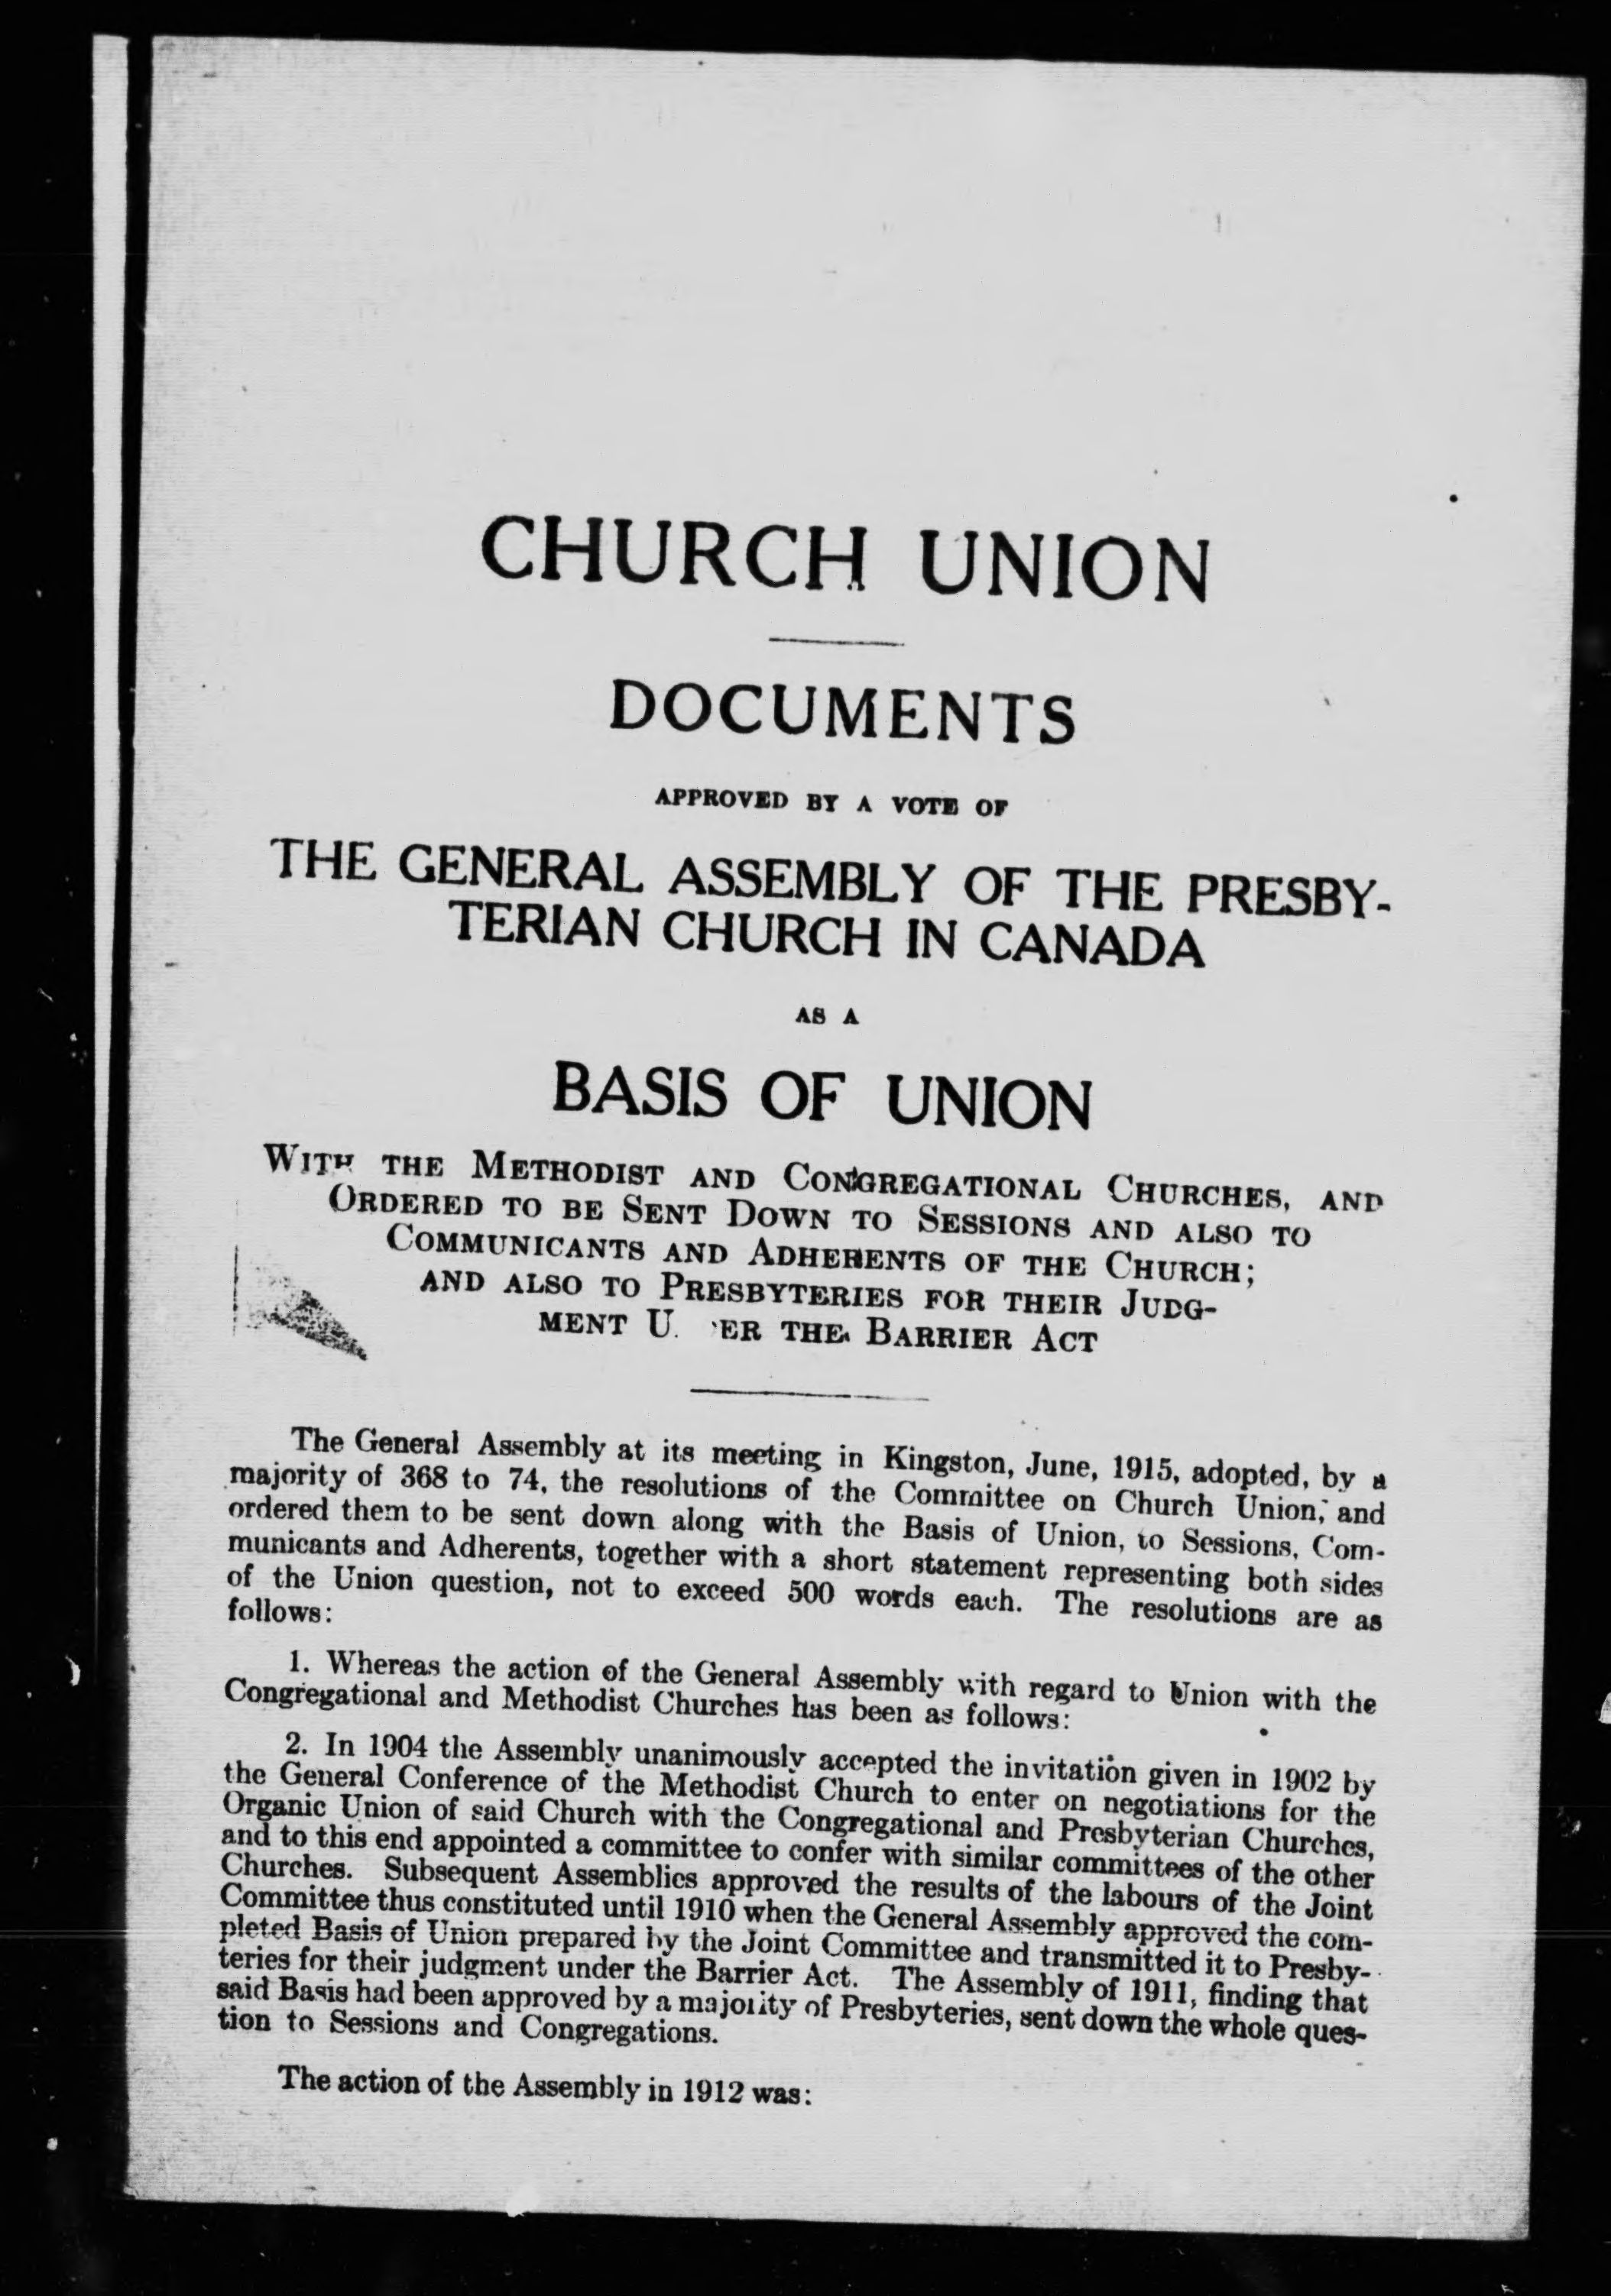 CHURCH UNION
DOCUMENTS
APPROVED BY A VOTE OF
THE GENERAL ASSEMBLY OF THE PRESBY-
TERIAN CHURCH IN CANADA
AS A
BASIS OF UNION
WITH THE METHODIST AND CONGREGATIONAL CHURCHES, AND
ORDERED TO BE SENT DOWN TO SESSIONS AND ALSO TO
COMMUNICANTS AND ADHERENTS OF THE CHURCH;
AND ALSO TO PRESBYTERIES FOR THEIR JUDG-
MENT U. ER THE BARRIER ACT
The General Assembly at its meeting in Kingston, June, 1915, adopted, by a
majority of 368 to 74, the resolutions of the Committee on Church Union, and
ordered them to be sent down along with the Basis of Union, to Sessions, Com-
municants and Adherents, together with a short statement representing both sides
of the Union question, not to exceed 500 words each. The resolutions are as
follows:
1. Whereas the action of the General Assembly with regard to Union with the
Congregational and Methodist Churches has been as follows:
2. In 1904 the Assembly unanimously accepted the invitation given in 1902 by
the General Conference of the Methodist Church to enter on negotiations for the
Organic Union of said Church with the Congregational and Presbyterian Churches,
and to this end appointed a committee to confer with similar committees of the other
Churches. Subsequent Assemblies approved the results of the labours of the Joint
Committee thus constituted until 1910 when the General Assembly approved the com-
pleted Basis of Union prepared by the Joint Committee and transmitted it to Presby-
teries for their judgment under the Barrier Act. The Assembly of 1911, finding that
said Basis had been approved by a majority of Presbyteries, sent down the whole ques-
tion to Sessions and Congregations.
The action of the Assembly in 1912 was: